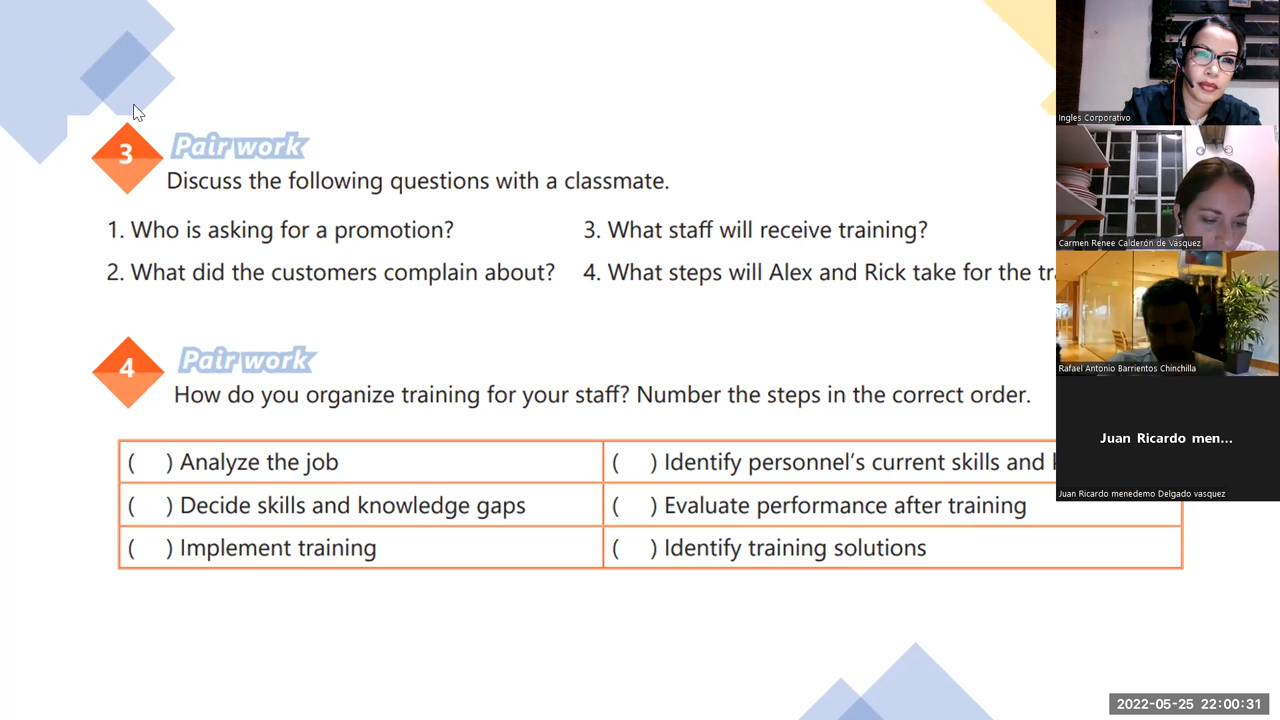 3
Pair work
Discuss the following questions with a classmate.
1. Who is asking for a promotion?
2. What did the customers complain about?
3. What staff will receive training?
4. What steps will Alex and Rick take for the
4
Pair work
How do you organize training for your staff? Number the steps in the correct order.
( ) Analyze the job
( ) Identify personnel's current skills and
( ) Decide skills and knowledge gaps
( ) Evaluate performance after training
( ) Implement training
( ) Identify training solutions
Ingles Corporativo
Carmen Renee Calderón de Vasquez
Rafael Antonio Barrientos Chinchilla
Juan Ricardo men...
Juan Ricardo menedemo Delgado vasquez
2022-05-25 22:00:31